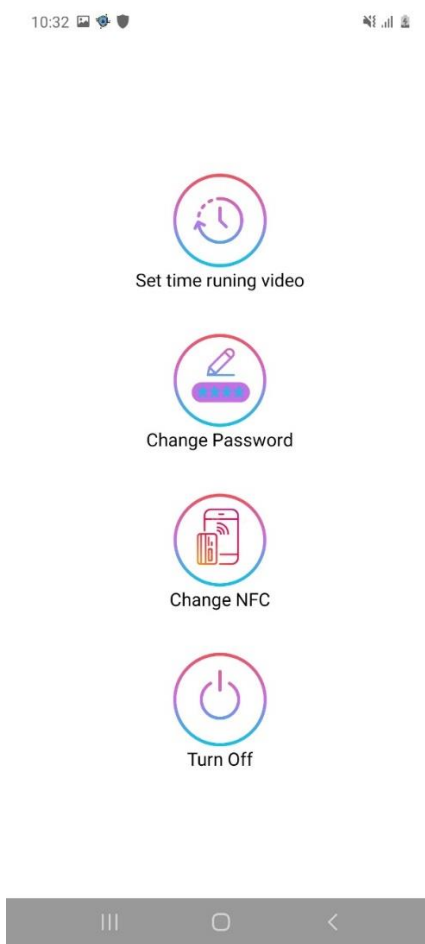 10:32
Set time runing video
Change Password
Change NFC
Turn Off